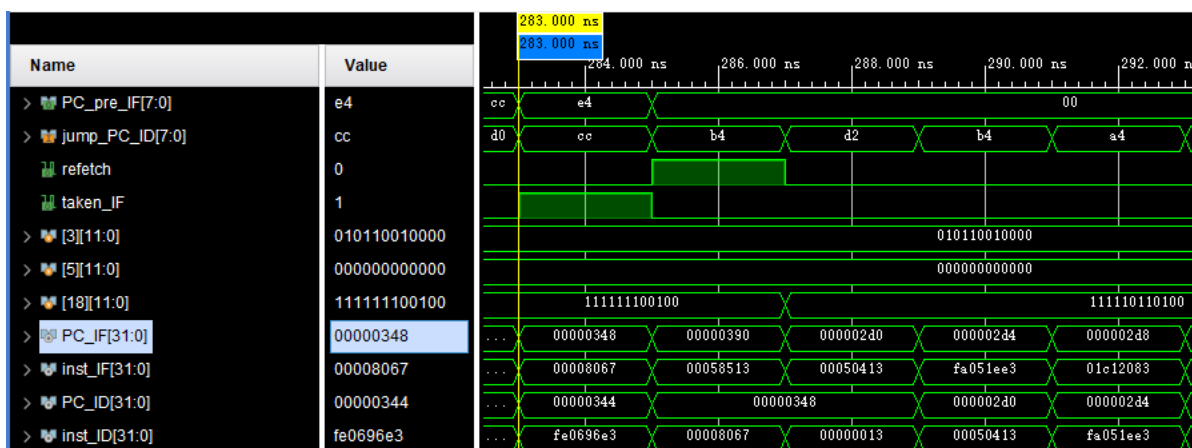 283.000 ns
283.000 ns
Name Value 284.000 ns 286.000 ns 288.000 ns 290.000 ns 292.000 n
PC_pre_IF[7:0] e4 cc e4 00
jump_PC_ID[7:0] cc d0 cc b4 d2 b4 a4
refetch 0
taken_IF 1
[3][11:0] 010110010000 010110010000
[5][11:0] 000000000000 000000000000
[18][11:0] 111111100100 111111100100 111110110100
PC_IF[31:0] 00000348 ... 00000348 00000390 000002d0 000002d4 000002d8
inst_IF[31:0] 00008067 ... 00008067 00058513 00050413 fa051ee3 01c12083
PC_ID[31:0] 00000344 ... 00000344 00000348 000002d0 000002d4
inst_ID[31:0] fe0696e3 ... fe0696e3 00008067 00000013 00050413 fa051ee3